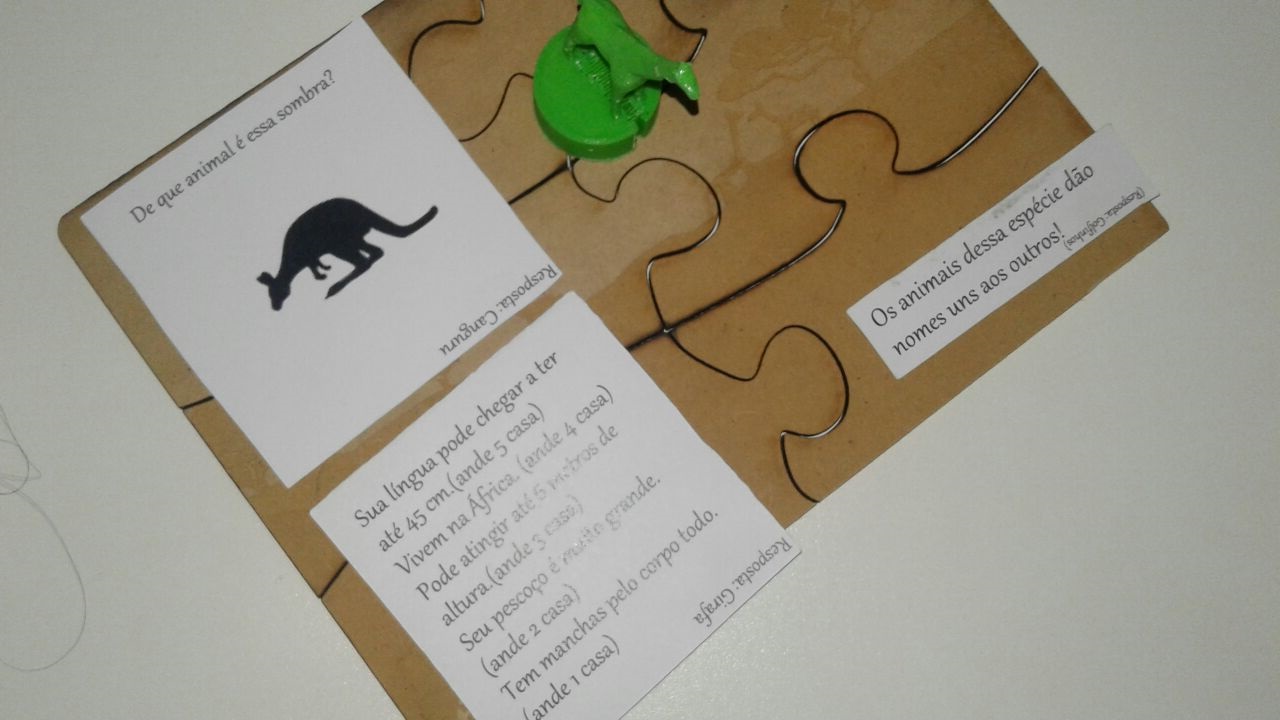 De que animal é essa sombra?
Resposta: Canguru
Sua língua pode chegar a ter
até 45 cm.(ande 5 casa)
Vivem na África. (ande 4 casa)
Pode atingir até 6 metros de
altura.(ande 3 casa)
Seu pescoço é muito grande.
(ande 2 casa)
Tem manchas pelo corpo todo.
(ande 1 casa)
Resposta: Girafa
Os animais dessa espécie dão
nomes uns aos outros!
(Resposta: Golfinhos)